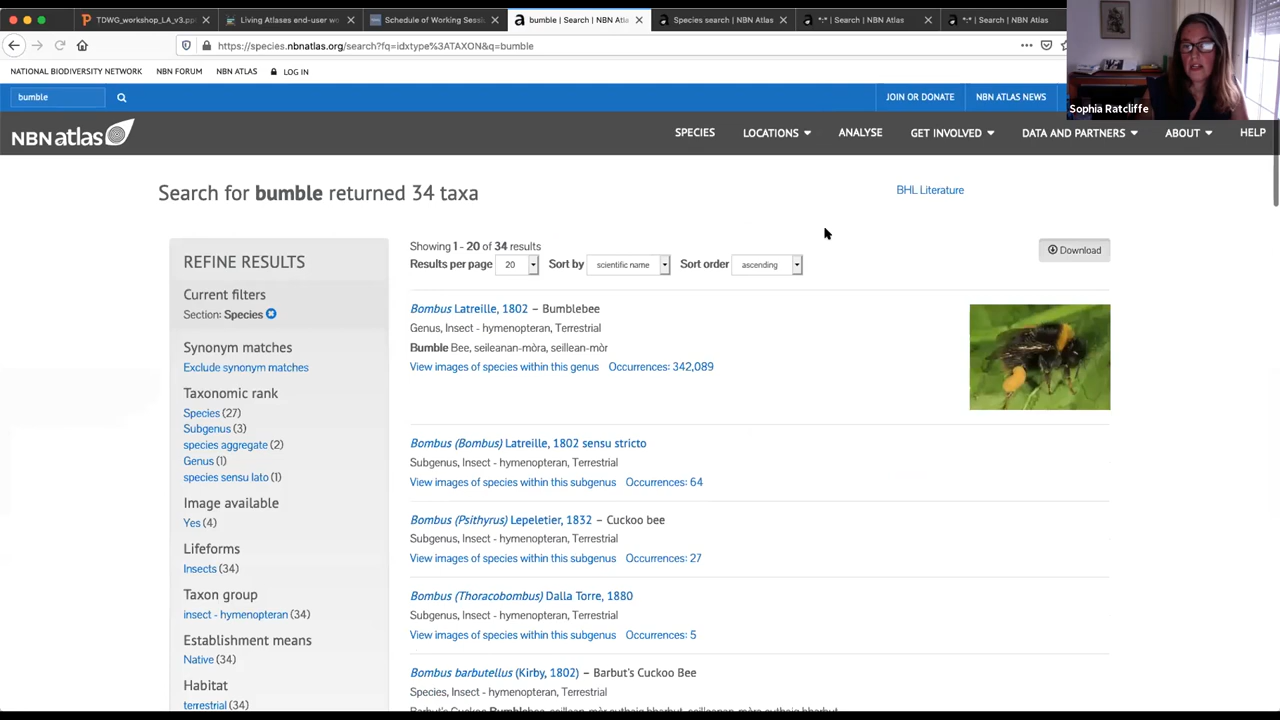 TDWG_workshop_LA_v3.pp
Living Atlases end-user wo
Schedule of Working Sess
bumble | Search | NBN Atla
Species search | NBN Atlas
*:* | Search | NBN Atlas
*:* | Search | NBN Atlas
https://species.nbnatlas.org/search?fq=idxtype%3ATAXON&q=bumble
NATIONAL BIODIVERSITY NETWORK NBN FORUM NBN ATLAS LOG IN
Sophia Ratcliffe
bumble
JOIN OR DONATE NBN ATLAS NEWS
NBN atlas
SPECIES LOCATIONS ANALYSE GET INVOLVED DATA AND PARTNERS ABOUT HELP
Search for bumble returned 34 taxa
BHL Literature
REFINE RESULTS
Current filters
Section: Species
Synonym matches
Exclude synonym matches
Taxonomic rank
Species (27)
Subgenus (3)
species aggregate (2)
Genus (1)
species sensu lato (1)
Image available
Yes (4)
Lifeforms
Insects (34)
Taxon group
insect - hymenopteran (34)
Establishment means
Native (34)
Habitat
terrestrial (34)
Showing 1 - 20 of 34 results
Download
Results per page 20 Sort by scientific name Sort order ascending
Bombus Latreille, 1802 – Bumblebee
Genus, Insect - hymenopteran, Terrestrial
Bumble Bee, seileanan-mòra, seillean-mòr
View images of species within this genus Occurrences: 342,089
Bombus (Bombus) Latreille, 1802 sensu stricto
Subgenus, Insect - hymenopteran, Terrestrial
View images of species within this subgenus Occurrences: 64
Bombus (Psithyrus) Lepeletier, 1832 – Cuckoo bee
Subgenus, Insect - hymenopteran, Terrestrial
View images of species within this subgenus Occurrences: 27
Bombus (Thoracobombus) Dalla Torre, 1880
Subgenus, Insect - hymenopteran, Terrestrial
View images of species within this subgenus Occurrences: 5
Bombus barbutellus (Kirby, 1802) – Barbut's Cuckoo Bee
Species, Insect - hymenopteran, Terrestrial
Barbut's Cuckoo Bumblebee,